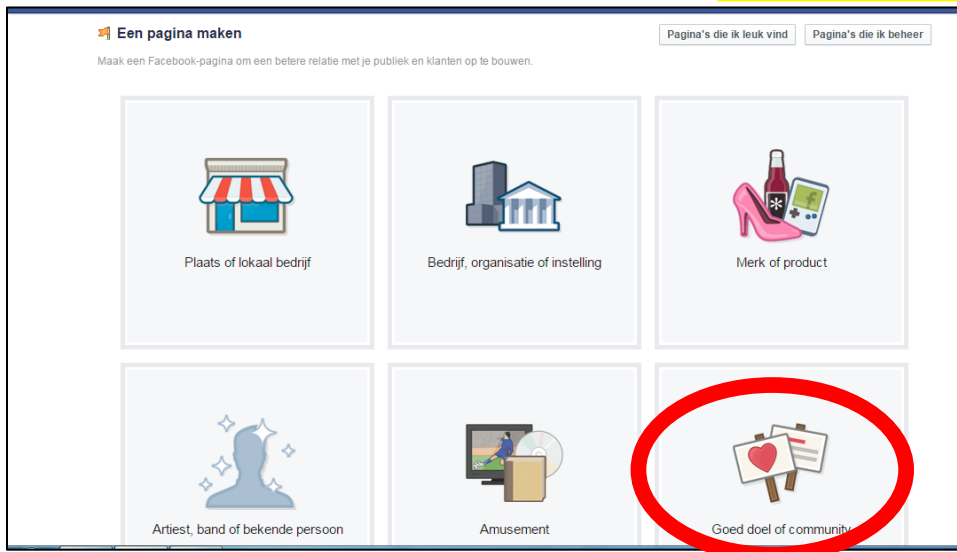 Een pagina maken
Pagina's die ik leuk vind
Pagina's die ik beheer
Maak een Facebook-pagina om een betere relatie met je publiek en klanten op te bouwen.
Plaats of lokaal bedrijf
Bedrijf, organisatie of instelling
Merk of product
Artiest, band of bekende persoon
Amusement
Goed doel of community